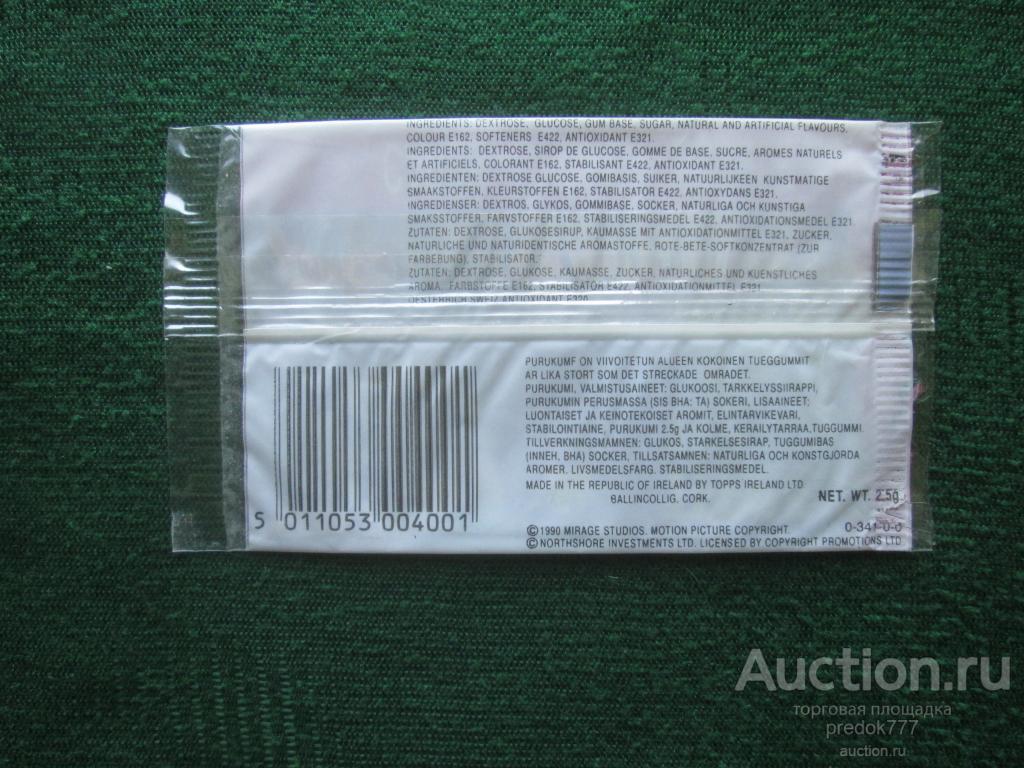 INGREDIENTS: DEXTROSE, GLUCOSE, GUM BASE, SUGAR, NATURAL AND ARTIFICIAL FLAVOURS,
COLOUR E162, SOFTENERS E422, ANTIOXIDANT E321.
INGREDIENTS: DEXTROSE, SIROP DE GLUCOSE, GOMME DE BASE, SUCRE, AROMES NATURELS
ET ARTIFICIELS, COLORANT E162, STABILISANT E422, ANTIOXIDANT E321.
INGREDIENTEN: DEXTROSE GLUCOSE, GOMIBASIS, SUIKER, NATUURLIJKEEN KUNSTMATIGE
SMAAKSTOFFEN, KLEURSTOFFEN E162, STABILISATOR E422, ANTIOXYDANS E321.
INGREDIENSER: DEXTROS, GLYKOS, GOMMIBASE, SOCKER, NATURLIGA OCH KUNSTIGA
SMAKSSTOFFER, FARVSTOFFER E162, STABILISERINGSMEDEL E422, ANTIOXIDATIONSMEDEL E321
ZUTATEN: DEXTROSE, GLUKOSESIRUP, KAUMASSE MIT ANTIOXIDATIONMITTEL E321, ZUCKER,
NATURLICHE UND NATURIDENTISCHE AROMASTOFFE, ROTE-BETE-SOFTKONZENTRAT (ZUR
FARBERUNG), STABILISATOR.
ZUTATEN: DEXTROSE, GLUKOSE, KAUMASSE, ZUCKER, NATURLICHES UND KUENSTLICHES
AROMA, FARBSTOFFE E162, STABILISATOR E422, ANTIOXIDATIONMITTEL E321
OESTERREICH SWEIZ ANTIOXIDANT E320
PURUKUMF ON VIIVOITETUN ALUEEN KOKOINEN TUEGGUMMIT
AR LIKA STORT SOM DET STRECKADE OMRADET.
PURUKUMI, VALMISTUSAINEET: GLUKOOSI, TARKKELYSSIIRAPPI,
PURUKUMIN PERUSMASSA (SIS BHA: TA) SOKERI, LISAAINEET;
LUONTAISET JA KEINOTEKOISET AROMIT, ELINTARVIKEVARI,
STABILOINTIAINE, PURUKUMI 2.5g JA KOLME, KERAILYTARRAA,TUGGUMMI.
TILLVERKNINGSMAMNEN: GLUKOS, STARKELSESIRAP, TUGGUMIBAS
(INNEH, BHA) SOCKER, TILLSATSAMNEN: NATURLIGA OCH KONSTGJORDA
AROMER, LIVSMEDELSFARG, STABILISERINGSMEDEL.
MADE IN THE REPUBLIC OF IRELAND BY TOPPS IRELAND LTD
BALLINCOLLIG, CORK.
NET. WT. 2.5g
5 011053 004001
©1990 MIRAGE STUDIOS. MOTION PICTURE COPYRIGHT
0-341-0-0
© NORTHSHORE INVESTMENTS LTD. LICENSED BY COPYRIGHT PROMOTIONS LTD
Auction.ru
торговая площадка
predok777
auction.ru